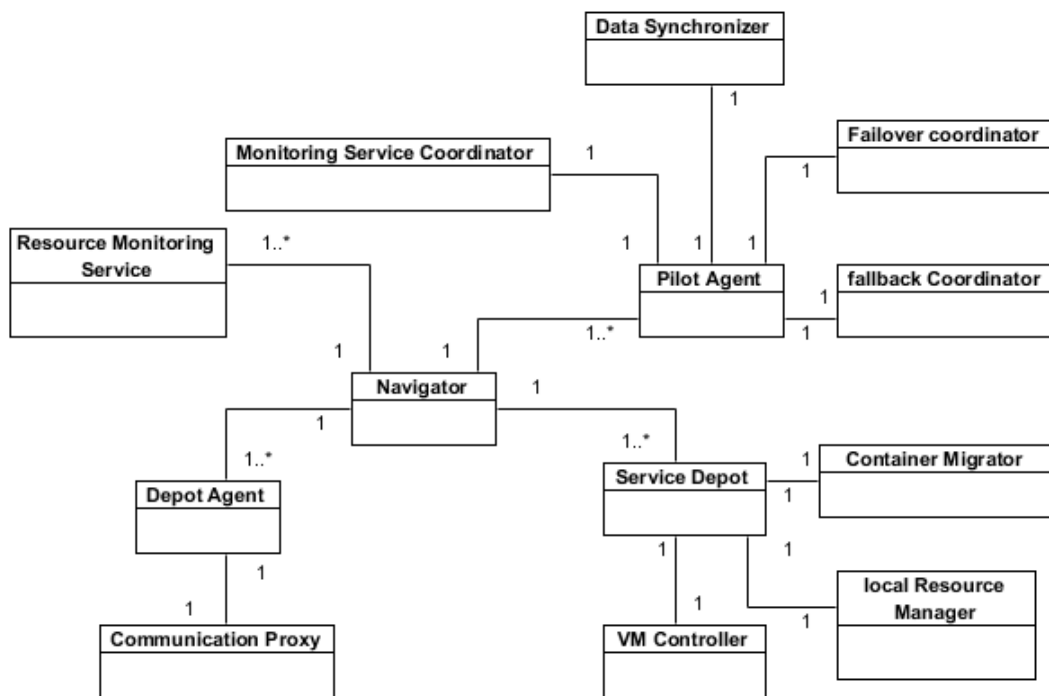 Data Synchronizer
1
Failover coordinator
1
Monitoring Service Coordinator
1
Resource Monitoring
Service
1..*
1
1
1
Pilot Agent
fallback Coordinator
1
1
1..*
1
1
Navigator
1
1
1..*
1..*
Depot Agent
Service Depot
Container Migrator
1
1
1
1
1
local Resource
Manager
1
1
1
Communication Proxy
VM Controller